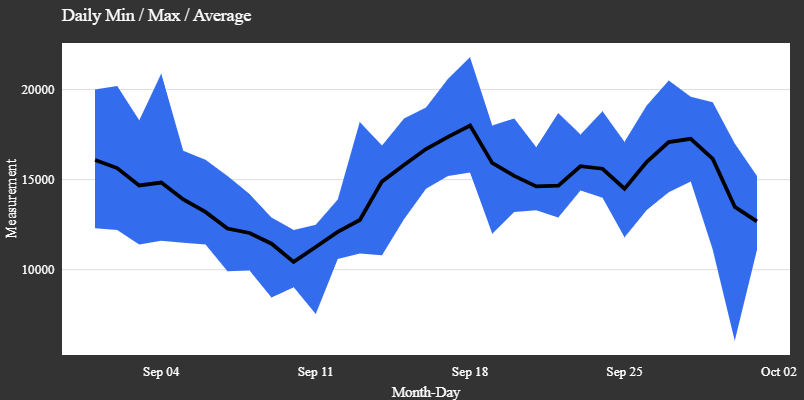 Daily Min / Max / Average
20000
15000
10000
Measurement
Sep 04
Sep 11
Sep 18
Sep 25
Oct 02
Month-Day